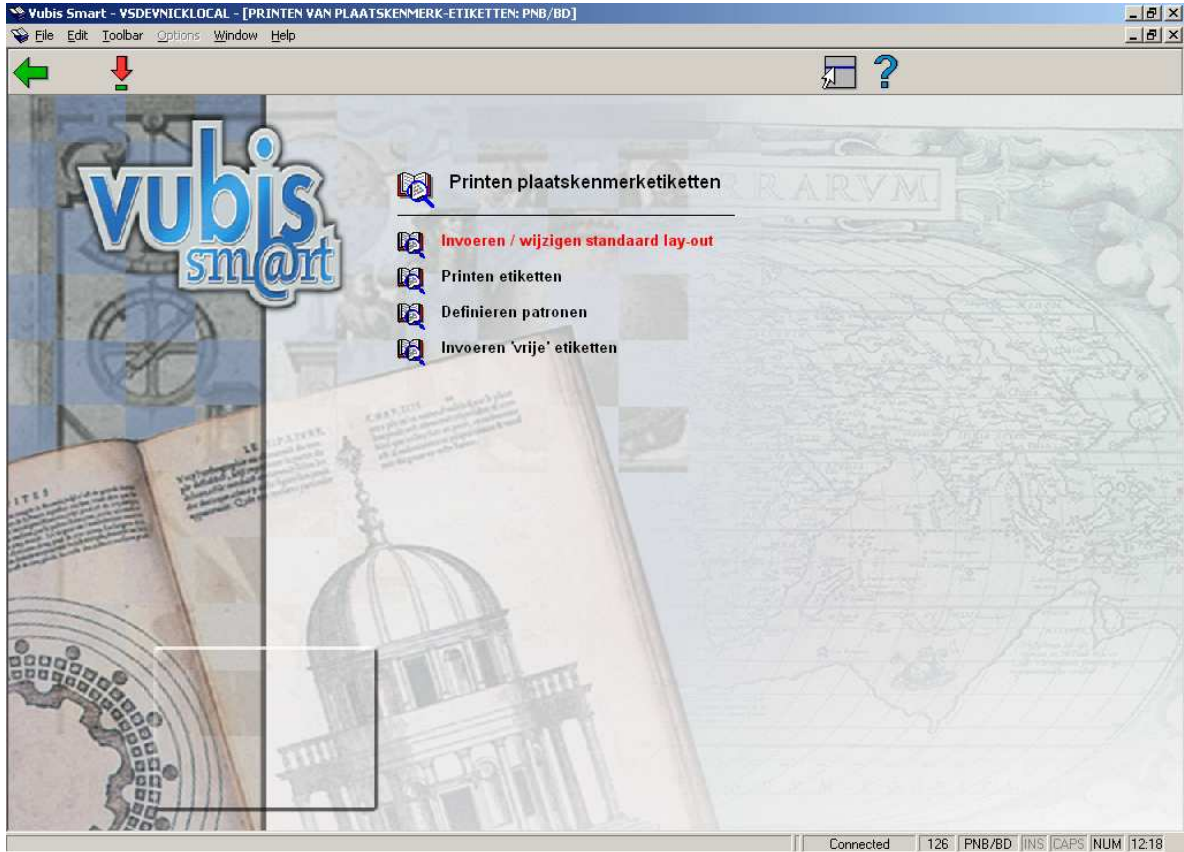 Vubis Smart - VSDEVNICKLOCAL - [PRINTEN VAN PLAATSKENMERK-ETIKETTEN: PNB/BD]
File Edit Toolbar Options Window Help
vubis
sm@rt
Printen plaatskenmerketiketten
Invoeren / wijzigen standaard lay-out
Printen etiketten
Definieren patronen
Invoeren 'vrije' etiketten
Connected 126 PNB/BD INS CAPS NUM 12:18